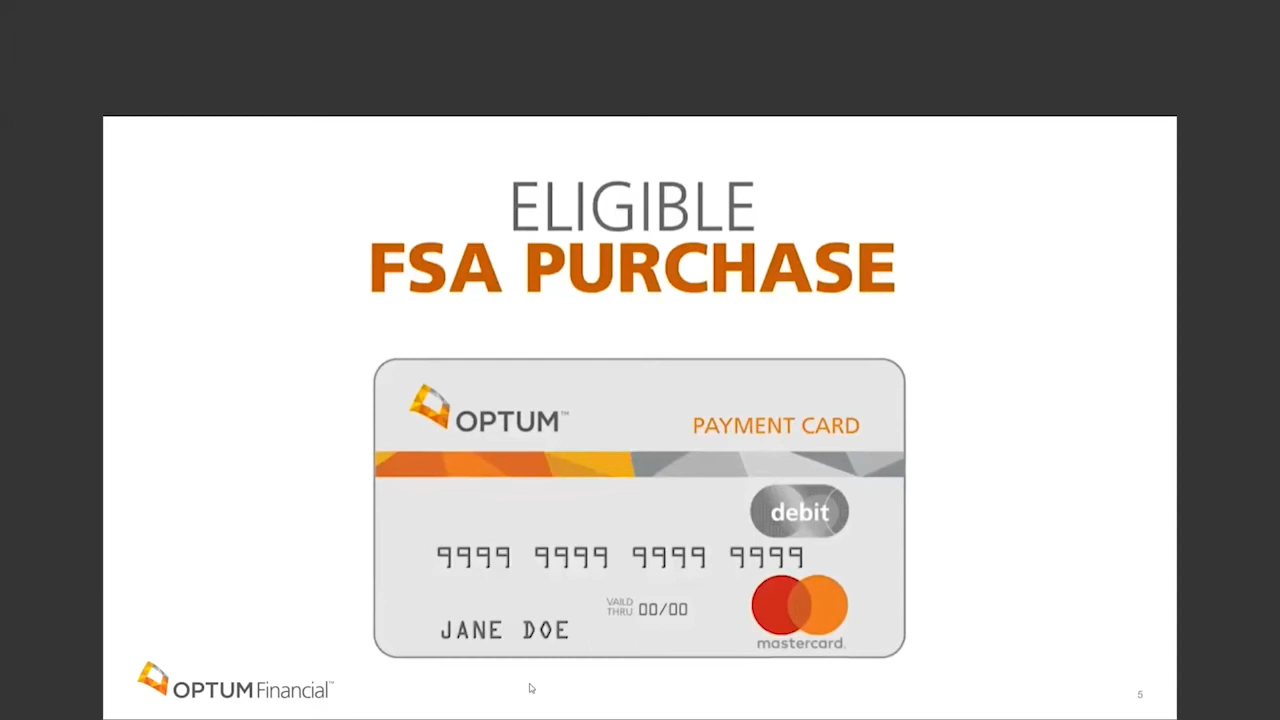 ELIGIBLE
FSA PURCHASE
OPTUM™
PAYMENT CARD
debit
9999 9999 9999 9999
VAILD
THRU 00/00
JANE DOE
mastercard.
OPTUM Financial™
5